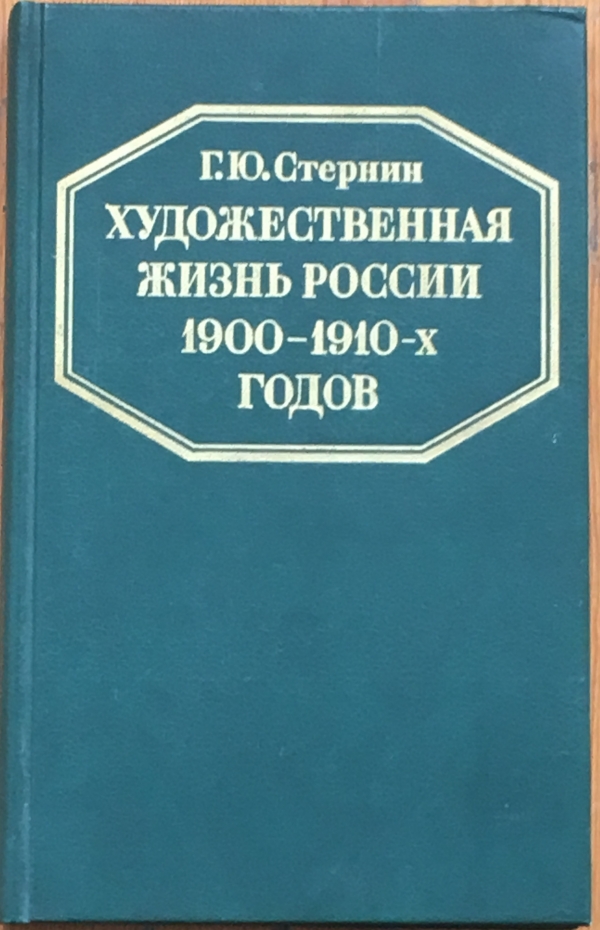 Г.Ю.Стернин
ХУДОЖЕСТВЕННАЯ
ЖИЗНЬ РОССИИ
1900–1910-х
ГОДОВ